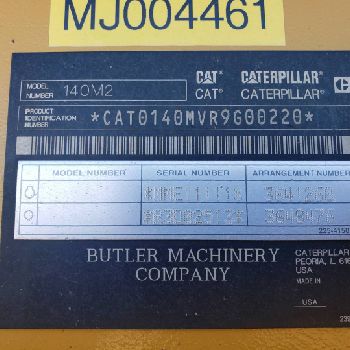 MJ004461
MODEL NUMBER 140M2
CAT CATERPILLAR
CAT® CATERPILLAR®
PRODUCT IDENTIFICATION NUMBER *CAT0140MVR9G00220*
MODEL NUMBER SERIAL NUMBER ARRANGEMENT NUMBER
BUTLER MACHINERY
COMPANY
CATERPILLAR
PEORIA, IL 616
USA
MADE IN
USA